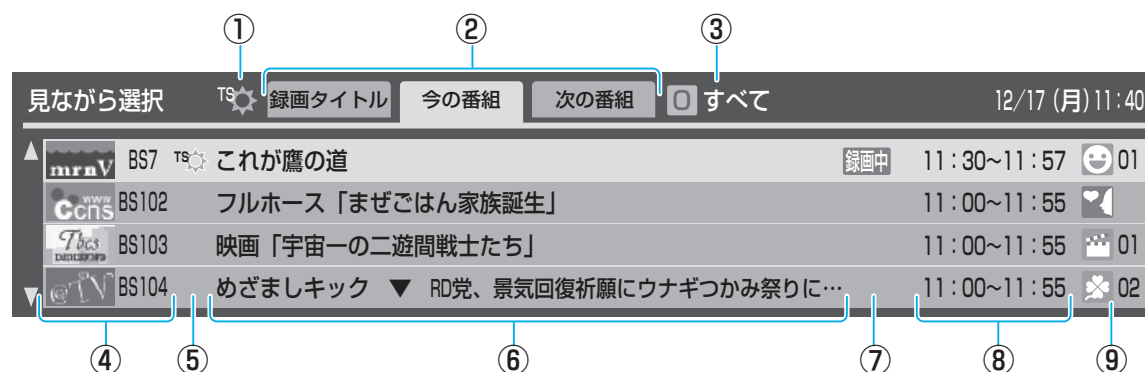 ① ② ③
見ながら選択 TS 録画タイトル 今の番組 次の番組 0 すべて 12/17 (月) 11:40
mrnV BS7 TS これが鷹の道 録画中 11:30~11:57 01
www Ccns BS102 フルホース「まぜごはん家族誕生」 11:00~11:55
Tbcs BS103 映画「宇宙一の二遊間戦士たち」 11:00~11:55 01
@TV BS104 めざましキック ▼ RD党、景気回復祈願にウナギつかみ祭りに… 11:00~11:55 02
④ ⑤ ⑥ ⑦ ⑧ ⑨